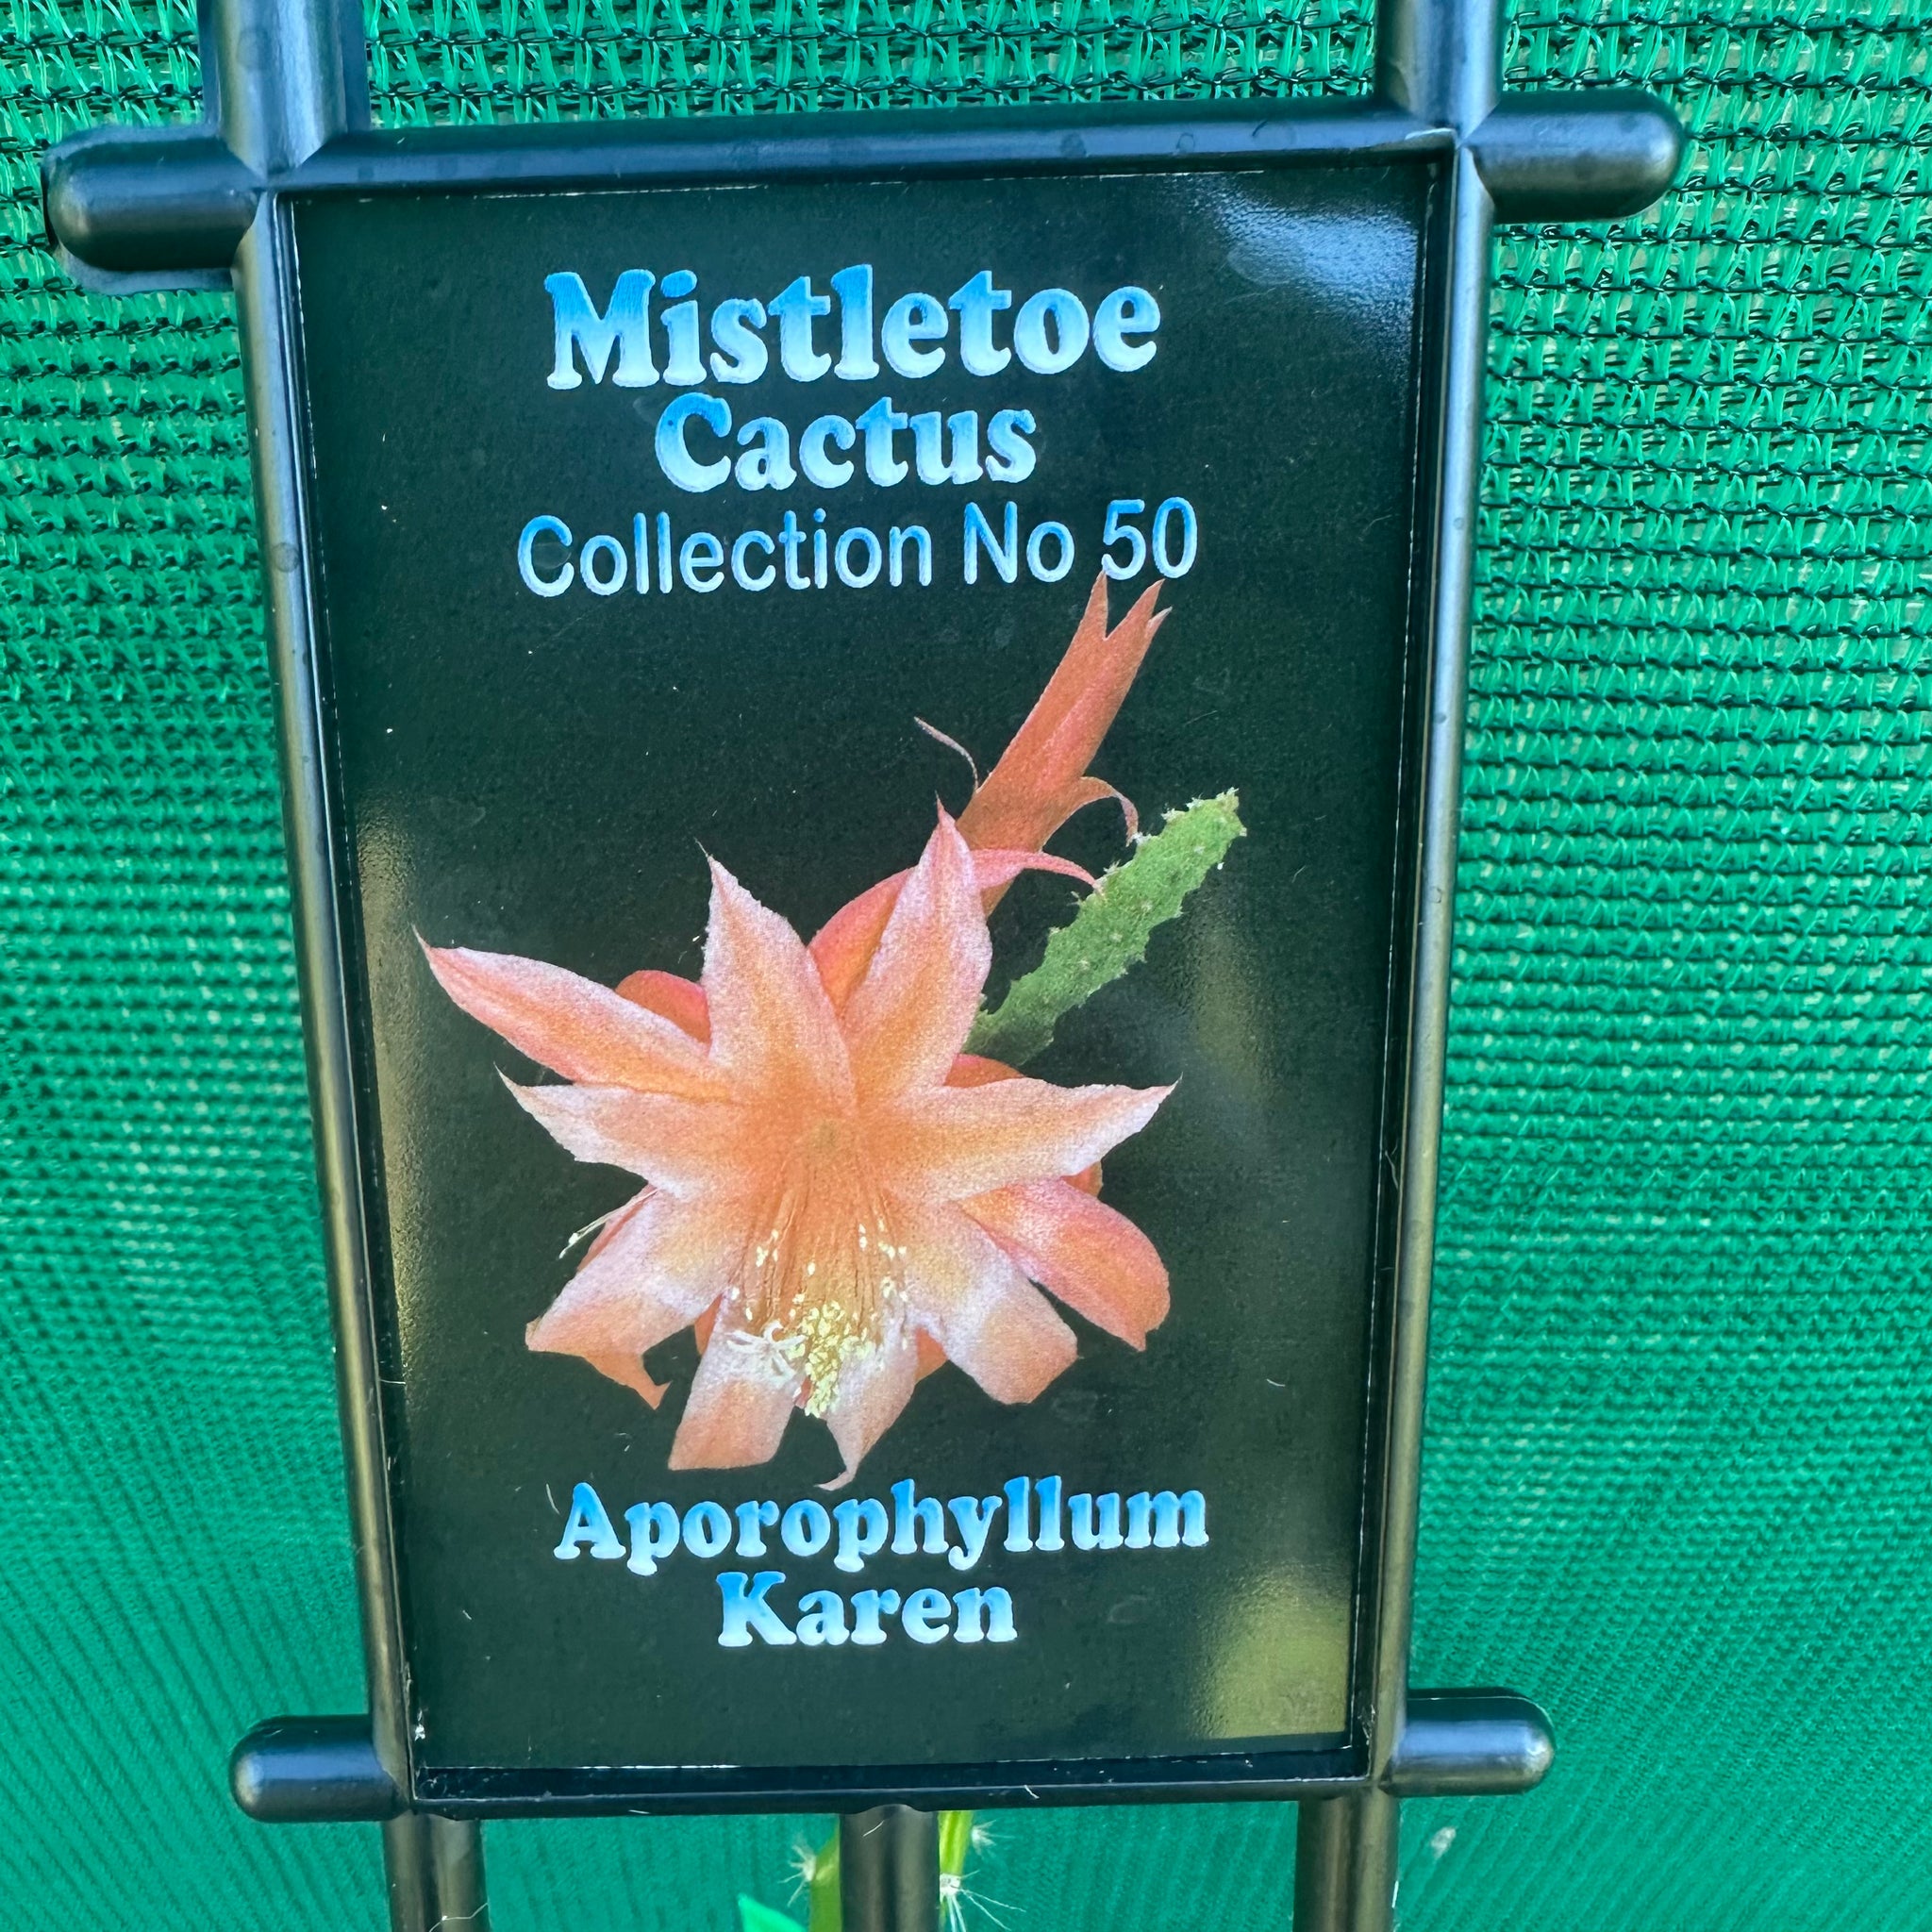 Mistletoe
Cactus
Collection No 50
Aporophyllum
Karen